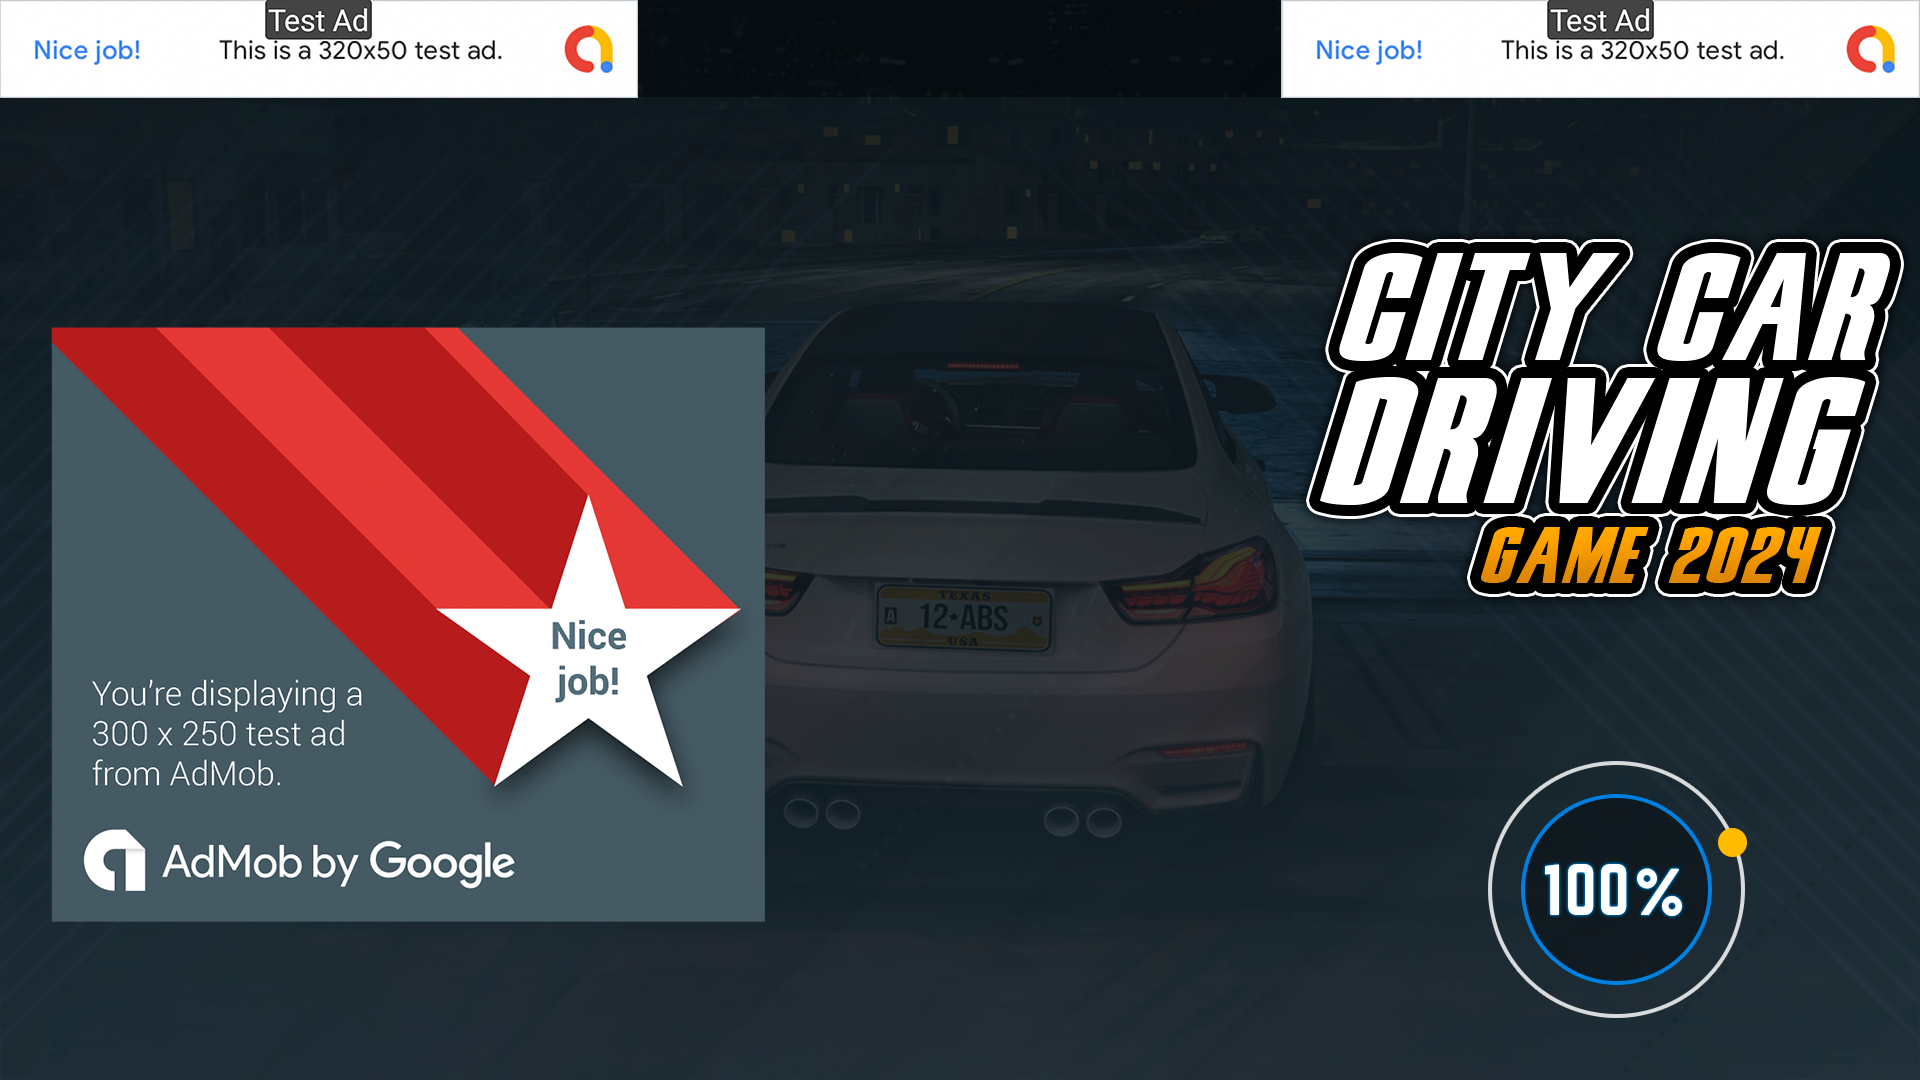 Test Ad
Nice job!
This is a 320x50 test ad.
Test Ad
Nice job!
This is a 320x50 test ad.
CITY CAR
DRIVING
GAME 2024
Nice
job!
You're displaying a
300 x 250 test ad
from AdMob.
AdMob by Google
TEXAS
12★ABS
USA
100%